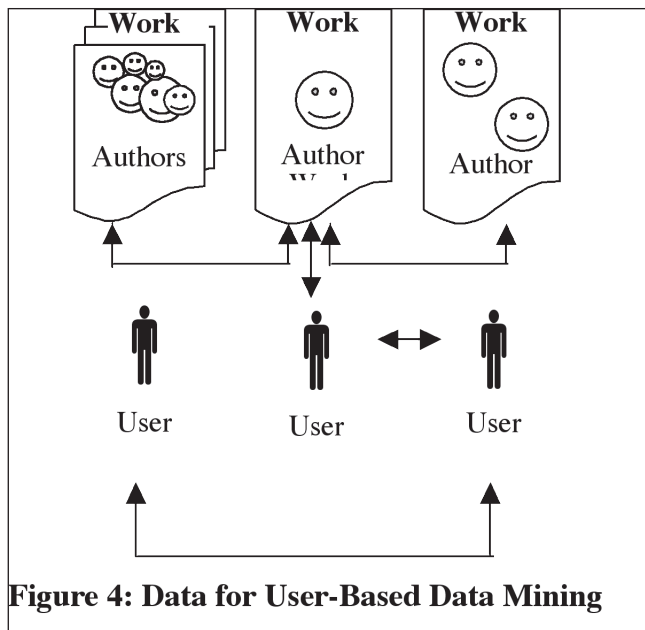 Work Work Work
Authors Author Author
User User User
Figure 4: Data for User-Based Data Mining